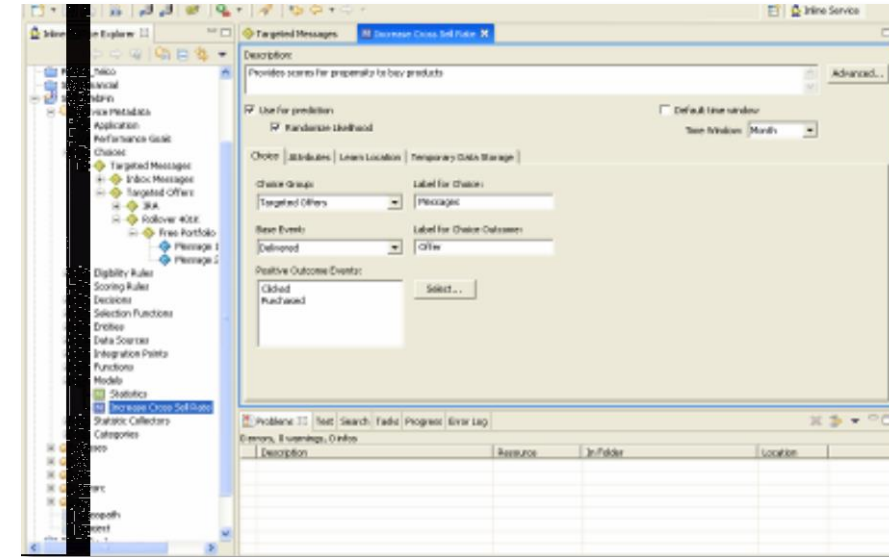 Inline Service
Explorer
Targeted Messages
Increase Cross Sell Rate
Description:
Provides scores for propensity to buy products
Advanced...
Use for prediction
Default time window
Randomize Likelihood
Time Window: Month
Choice
Attributes
Learn Location
Temporary Data Storage
Choice Group:
Label for Choice:
Targeted Offers
Messages
Base Event:
Label for Choice Outcome:
Delivered
Offer
Positive Outcome Events:
Clicked
Purchased
Select...
Application
Performance Goals
Choices
Targeted Messages
Inbox Messages
Targeted Offers
IRA
Rollover 401K
Free Portfolio
Message 1
Message 2
Eligibility Rules
Scoring Rules
Decisions
Selection Functions
Entities
Data Sources
Integration Points
Functions
Models
Statistics
Increase Cross Sell Rate
Statistic Collectors
Categories
Problems
Test
Search
Tasks
Progress
Error Log
0 errors, 0 warnings, 0 infos
Description
Resource
In Folder
Location